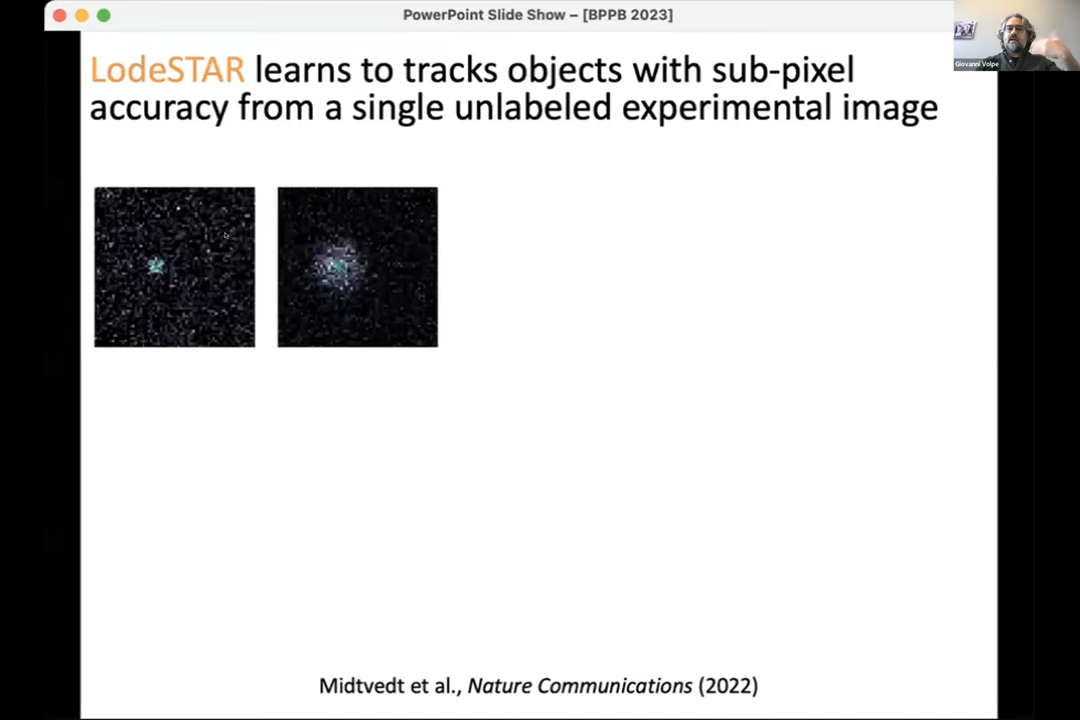 PowerPoint Slide Show – [BPPB 2023]
Giovanni Volpe
LodeSTAR learns to tracks objects with sub-pixel
accuracy from a single unlabeled experimental image
Midtvedt et al., Nature Communications (2022)